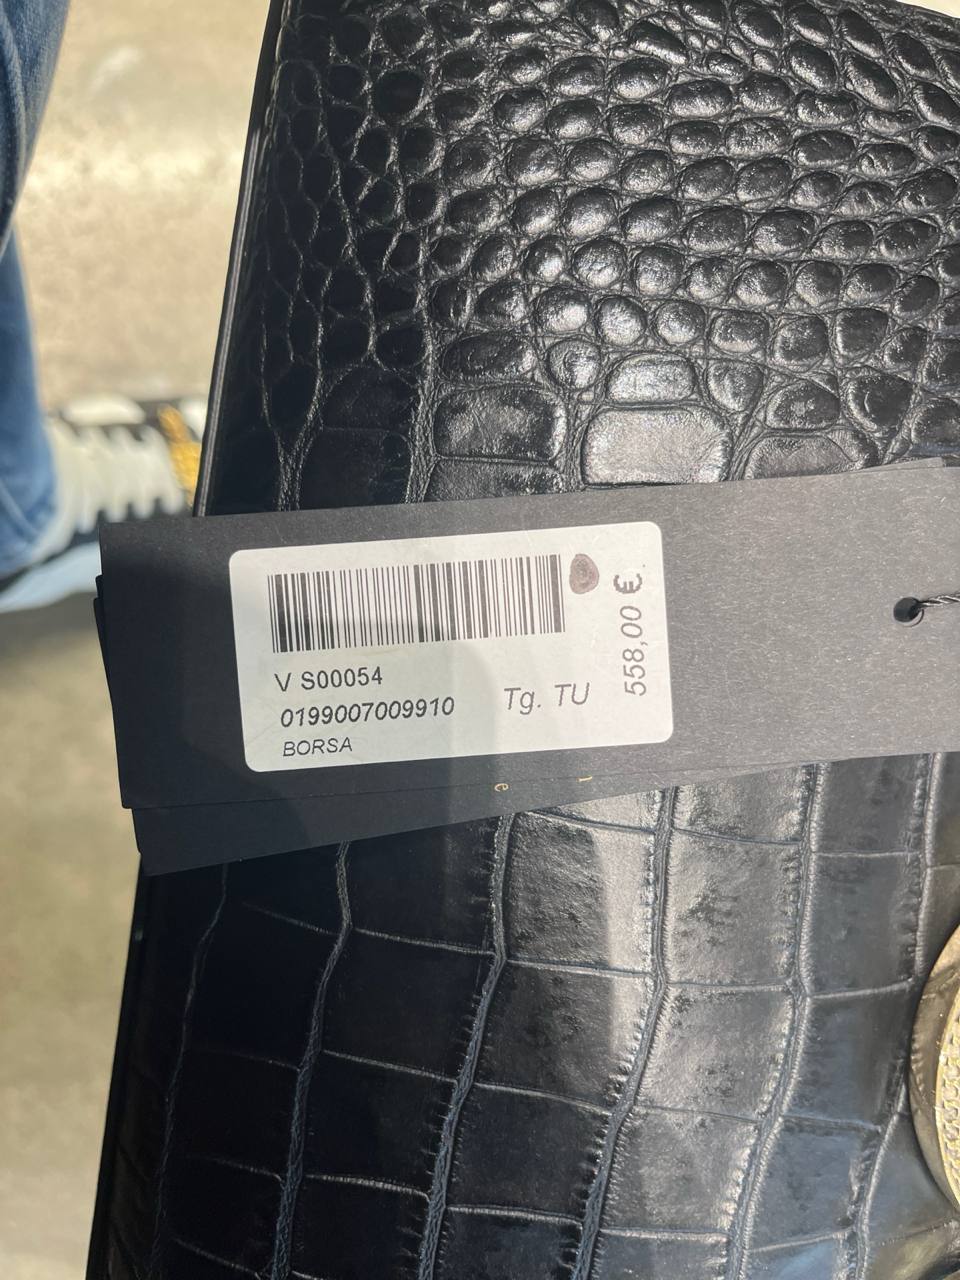 V S00054
0199007009910
Tg. TU
BORSA
558,00 €
e